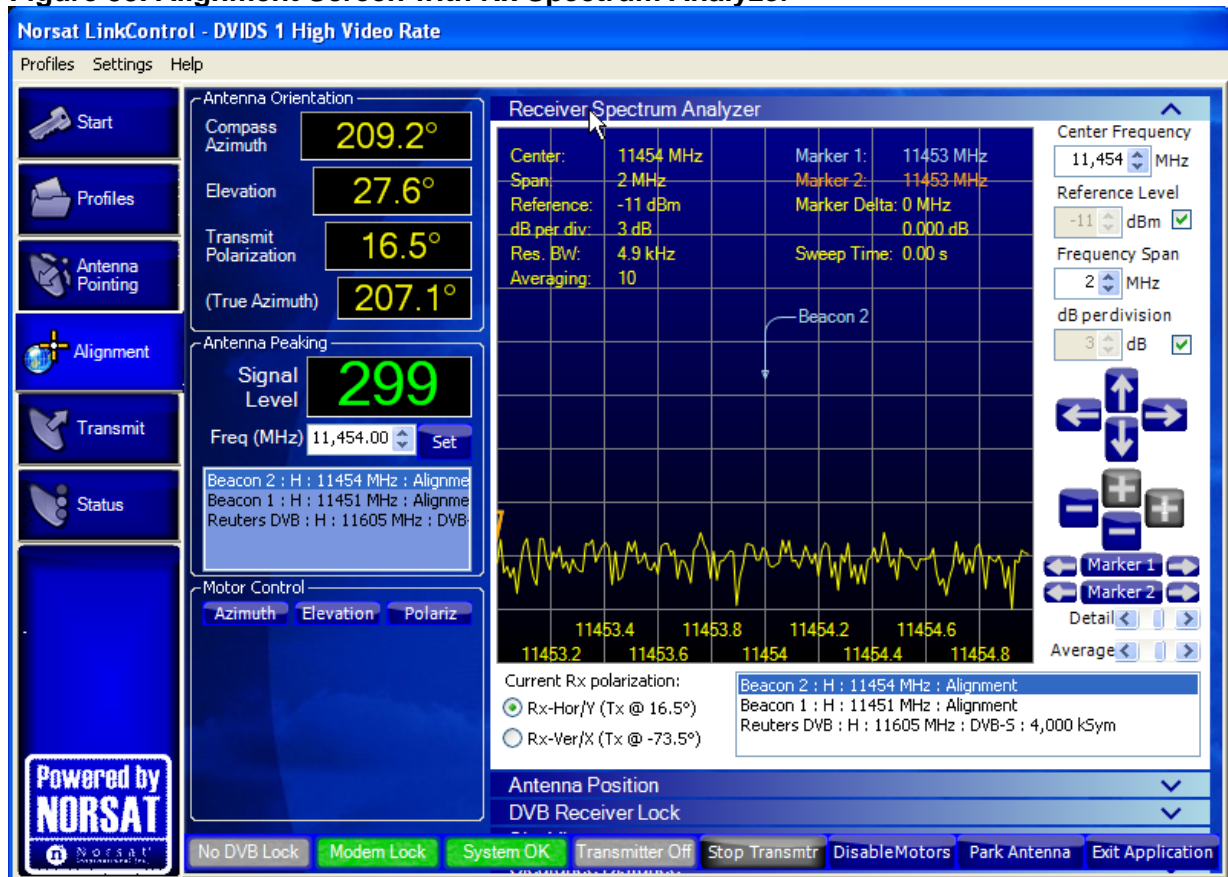 Norsat LinkControl - DVIDS 1 High Video Rate
Profiles Settings Help
Start
Profiles
Antenna
Pointing
Alignment
Transmit
Status
Powered by
NORSAT
Antenna Orientation
Compass
Azimuth
209.2°
Elevation
27.6°
Transmit
Polarization
16.5°
(True Azimuth)
207.1°
Antenna Peaking
Signal
Level
299
Freq (MHz) 11,454.00 Set
Beacon 2 : H : 11454 MHz : Alignme
Beacon 1 : H : 11451 MHz : Alignme
Reuters DVB : H : 11605 MHz : DVB-
Motor Control
Azimuth Elevation Polariz
Receiver Spectrum Analyzer
Center: 11454 MHz Marker 1: 11453 MHz
Span: 2 MHz Marker 2: 11453 MHz
Reference: -11 dBm Marker Delta: 0 MHz
dB per div: 3 dB 0.000 dB
Res. BW: 4.9 kHz Sweep Time: 0.00 s
Averaging: 10
Beacon 2
11453.4 11453.8 11454.2 11454.6
11453.2 11453.6 11454 11454.4 11454.8
Center Frequency
11,454 MHz
Reference Level
-11 dBm
Frequency Span
2 MHz
dB per division
3 dB
Marker 1
Marker 2
Detail
Average
Current Rx polarization:
Rx-Hor/Y (Tx @ 16.5°)
Rx-Ver/X (Tx @ -73.5°)
Beacon 2 : H : 11454 MHz : Alignment
Beacon 1 : H : 11451 MHz : Alignment
Reuters DVB : H : 11605 MHz : DVB-S : 4,000 kSym
Antenna Position
DVB Receiver Lock
No DVB Lock Modem Lock System OK Transmitter Off Stop Transmtr DisableMotors Park Antenna Exit Application